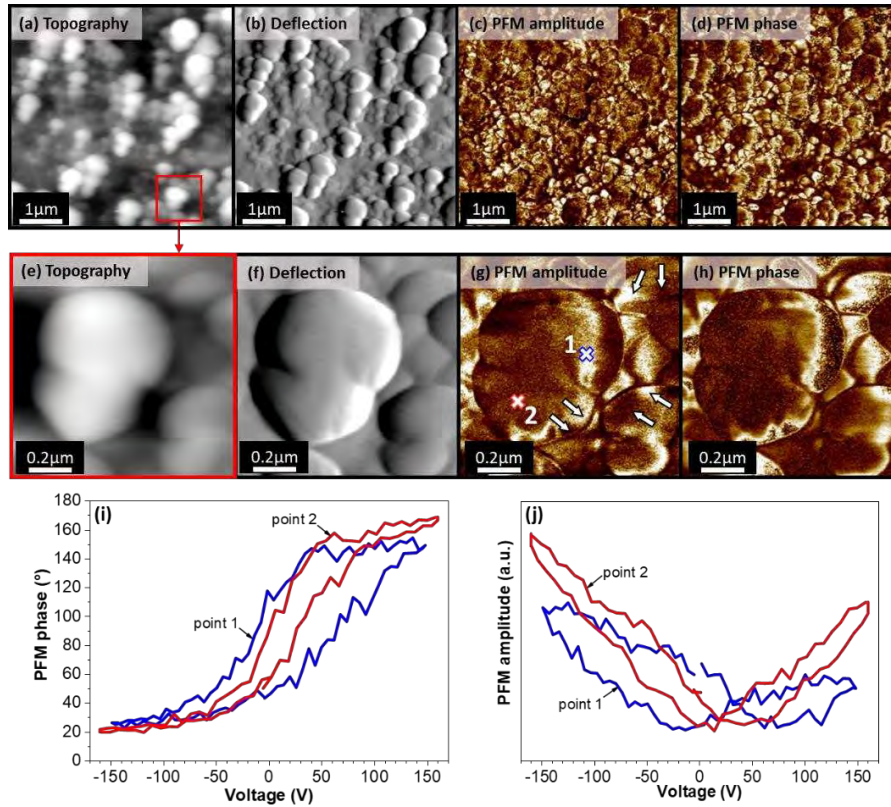 (a) Topography
(b) Deflection
(c) PFM amplitude
(d) PFM phase
1µm
1µm
1µm
1µm
(e) Topography
(f) Deflection
(g) PFM amplitude
(h) PFM phase
1
2
0.2µm
0.2µm
0.2µm
0.2µm
(i)
180
160
140
120
100
80
60
40
20
0
point 2
point 1
PFM phase (°)
-150 -100 -50 0 50 100 150
Voltage (V)
(j)
point 2
point 1
PFM amplitude (a.u.)
-150 -100 -50 0 50 100 150
Voltage (V)